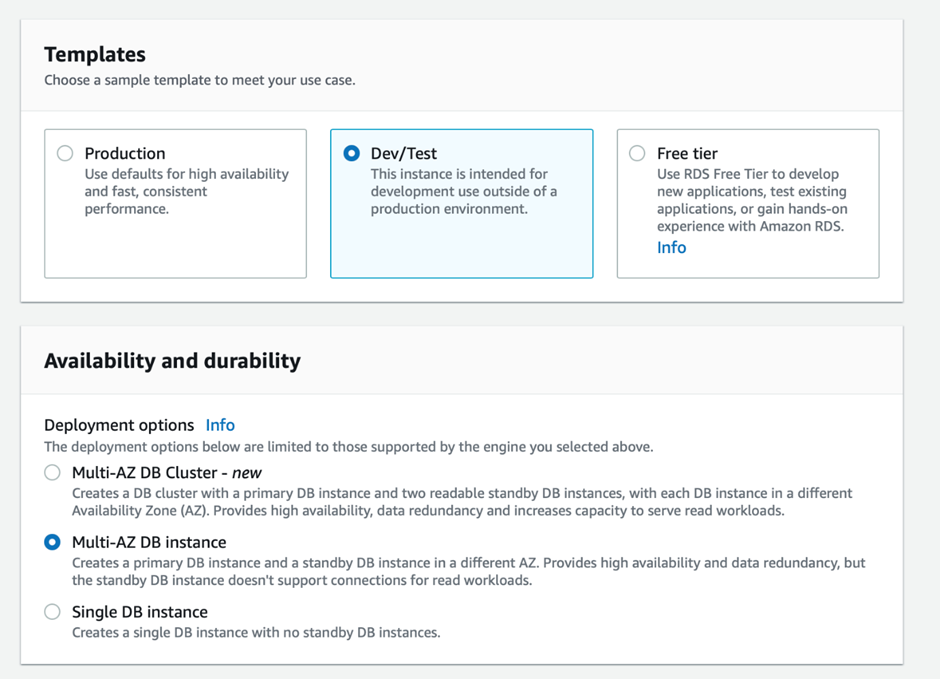 Templates
Choose a sample template to meet your use case.
Production
Use defaults for high availability
and fast, consistent
performance.
Dev/Test
This instance is intended for
development use outside of a
production environment.
Free tier
Use RDS Free Tier to develop
new applications, test existing
applications, or gain hands-on
experience with Amazon RDS.
Info
Availability and durability
Deployment options Info
The deployment options below are limited to those supported by the engine you selected above.
Multi-AZ DB Cluster - new
Creates a DB cluster with a primary DB instance and two readable standby DB instances, with each DB instance in a different
Availability Zone (AZ). Provides high availability, data redundancy and increases capacity to serve read workloads.
Multi-AZ DB instance
Creates a primary DB instance and a standby DB instance in a different AZ. Provides high availability and data redundancy, but
the standby DB instance doesn't support connections for read workloads.
Single DB instance
Creates a single DB instance with no standby DB instances.